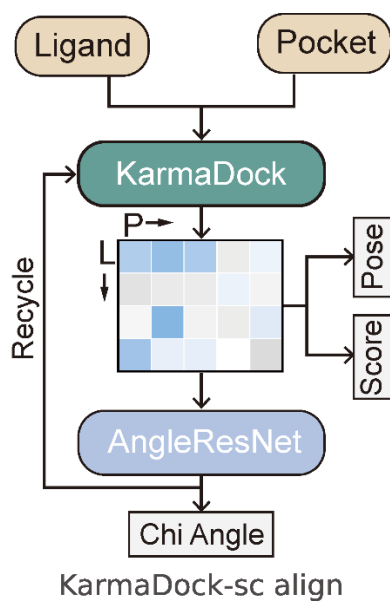 Ligand
Pocket
KarmaDock
P
L
Recycle
Pose
Score
AngleResNet
Chi Angle
KarmaDock-sc align